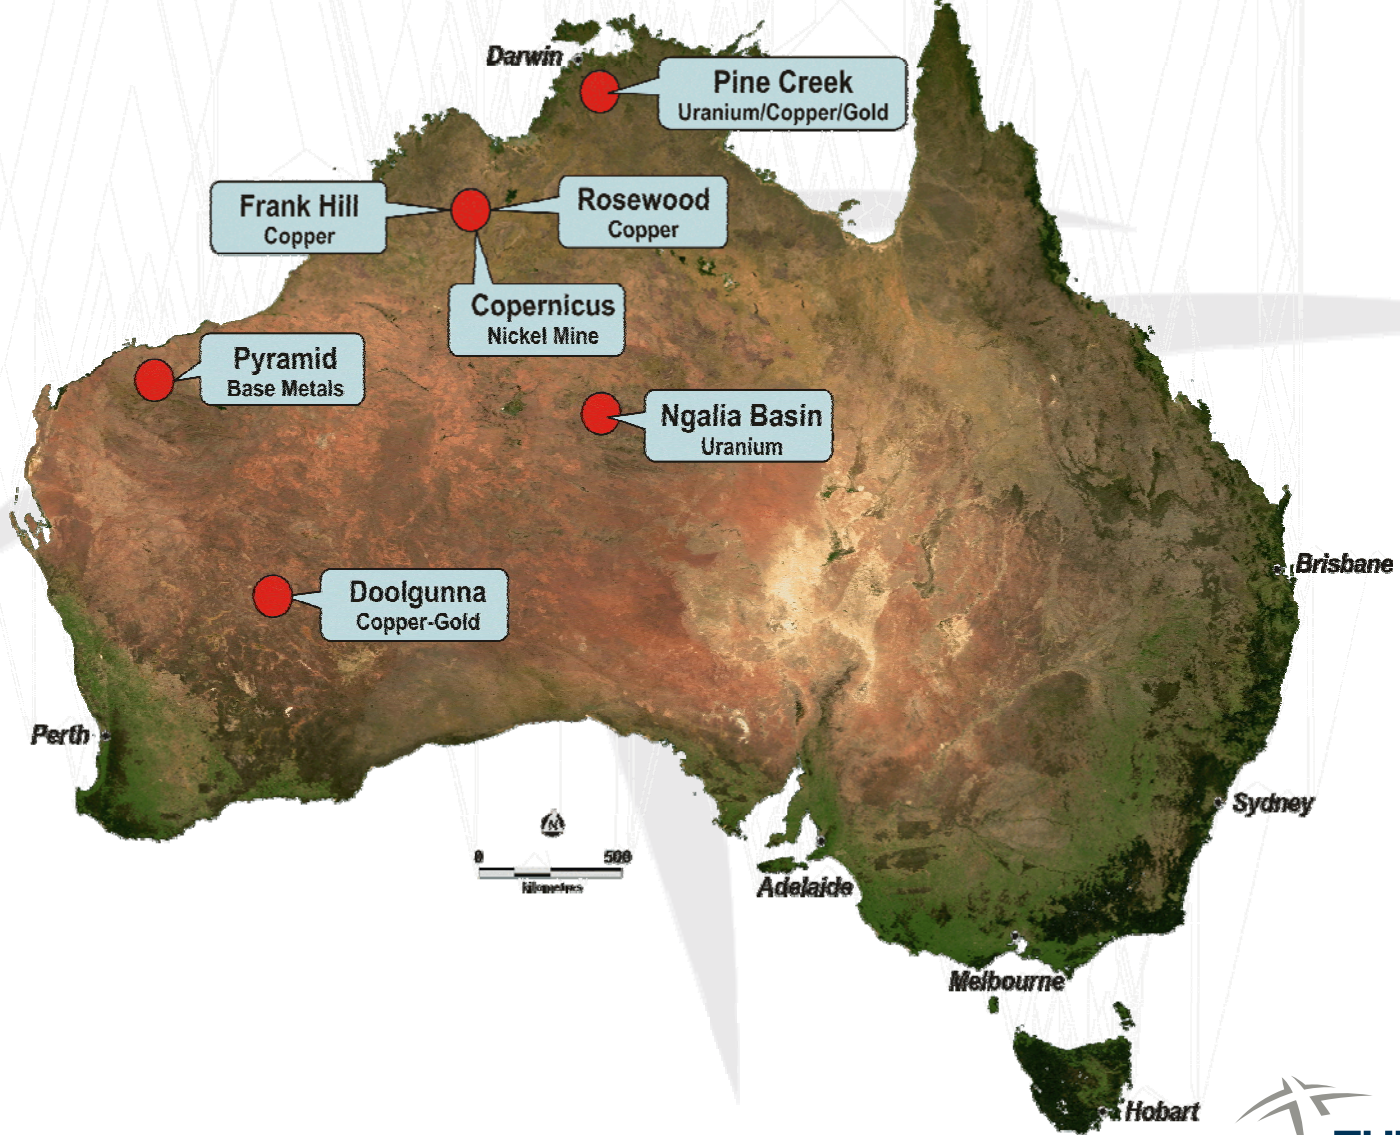 Darwin
Pine Creek
Uranium/Copper/Gold
Frank Hill
Copper
Rosewood
Copper
Copernicus
Nickel Mine
Pyramid
Base Metals
Ngalia Basin
Uranium
Doolgunna
Copper-Gold
Brisbane
Perth
Sydney
N
0 500
kilometres
Adelaide
Melbourne
Hobart